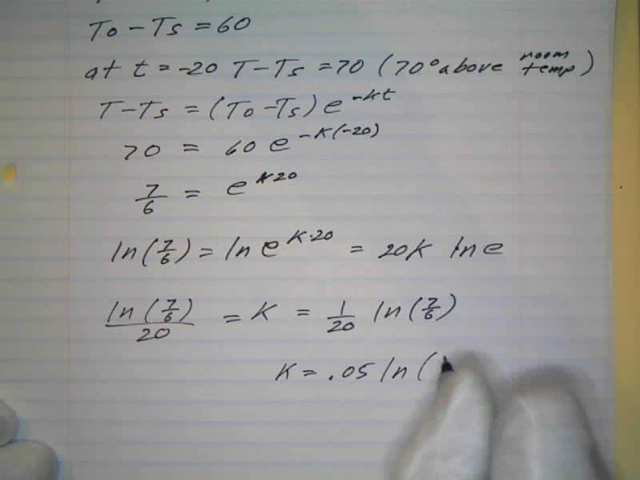 To - Ts = 60
at t = -20 T - Ts = 70 (70° above room temp)
T - Ts = (To - Ts) e^-kt
70 = 60 e^-K(-20)
7/6 = e^K20
ln(7/6) = ln e^K·20 = 20K ln e
ln(7/6)/20 = K = 1/20 ln(7/6)
K = .05 ln(